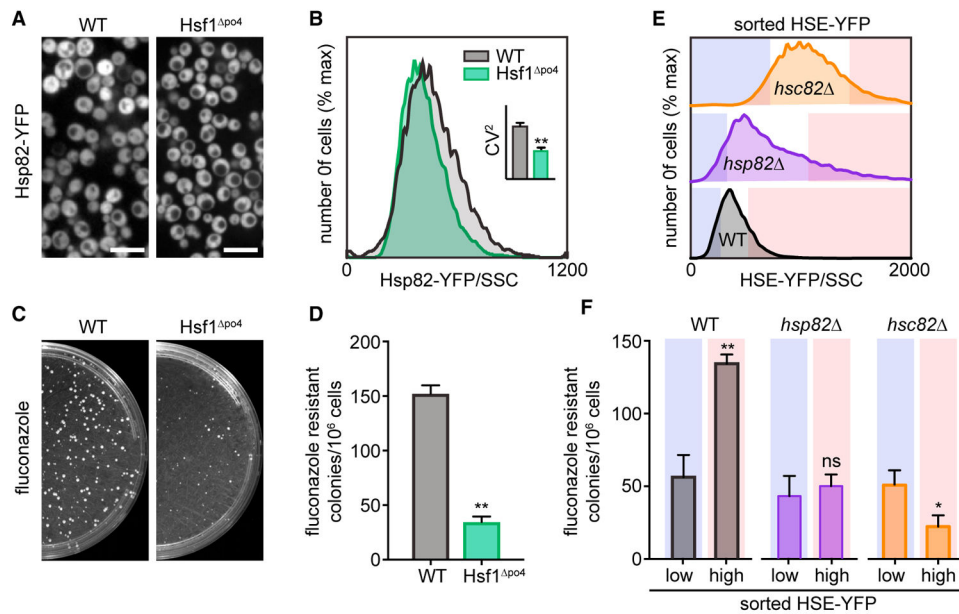 A
WT
Hsf1Δpo4
Hsp82-YFP
B
number 0f cells (% max)
WT
Hsf1Δpo4
CV2
**
0
1200
Hsp82-YFP/SSC
C
WT
Hsf1Δpo4
fluconazole
D
fluconazole resistant
colonies/10⁶ cells
200
150
100
50
0
**
WT
Hsf1Δpo4
E
sorted HSE-YFP
number 0f cells (% max)
hsc82Δ
hsp82Δ
WT
0
2000
HSE-YFP/SSC
F
WT
hsp82Δ
hsc82Δ
fluconazole resistant
colonies/10⁶ cells
150
100
50
0
**
ns
*
low
high
low
high
low
high
sorted HSE-YFP